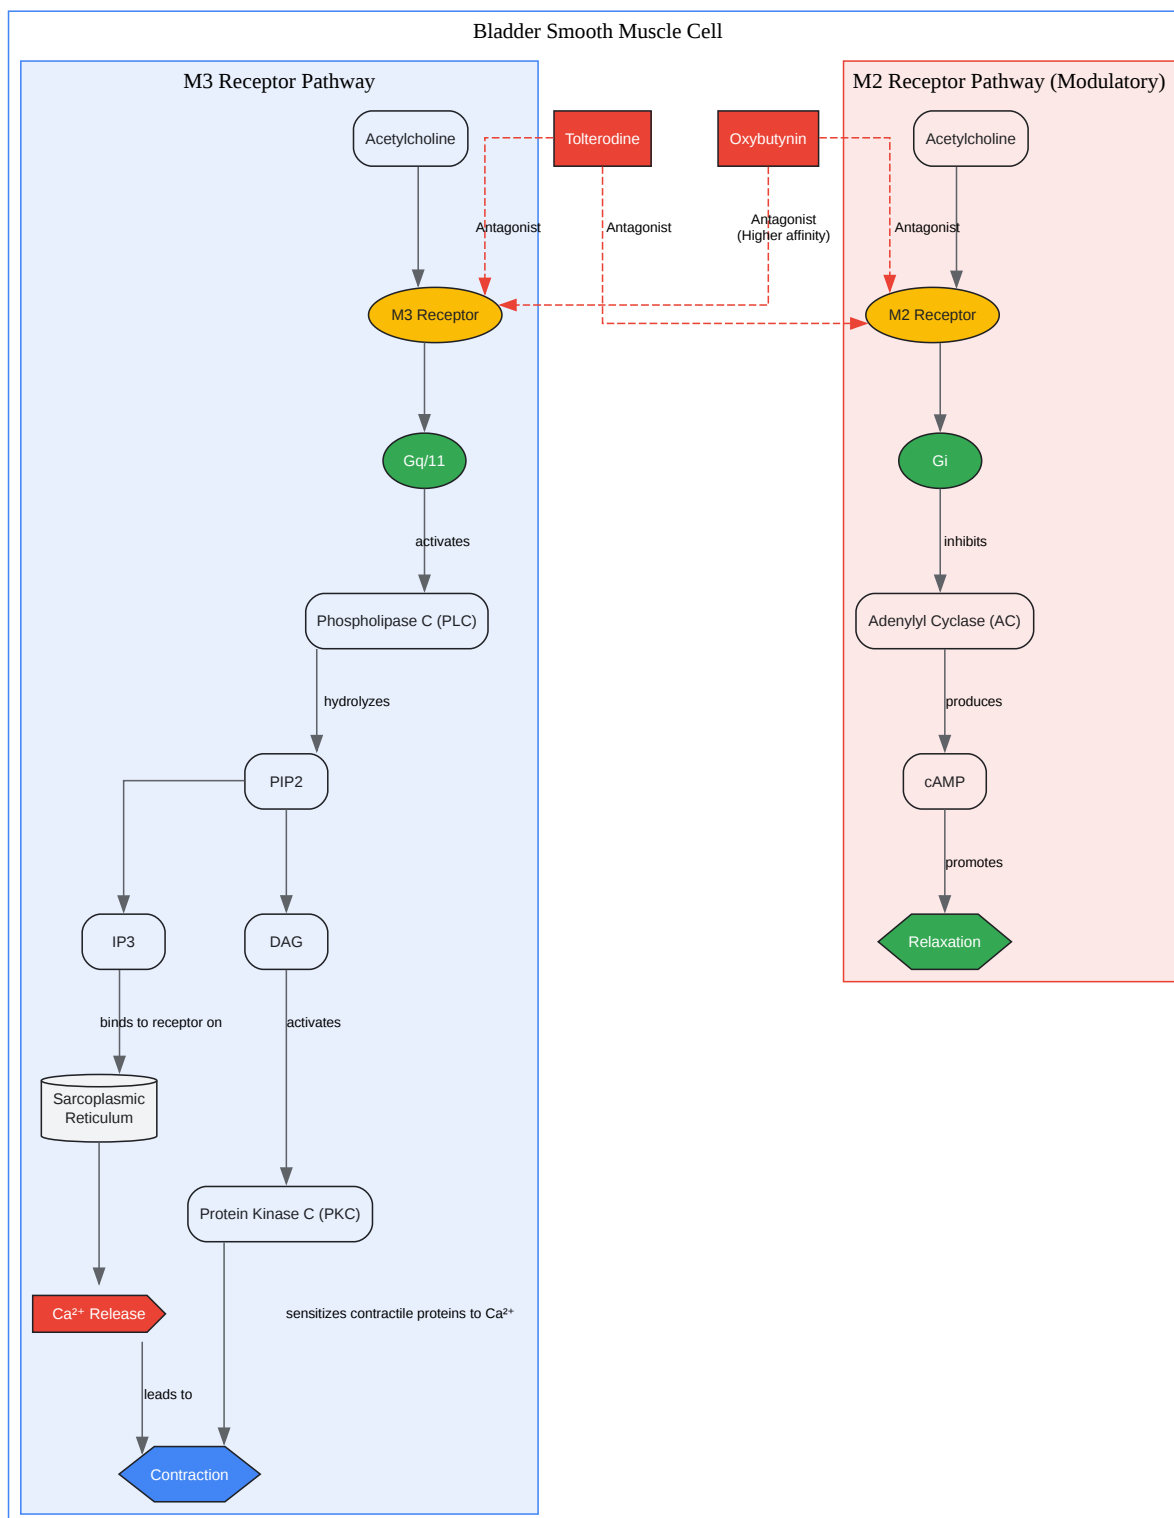 Bladder Smooth Muscle Cell
M3 Receptor Pathway
M2 Receptor Pathway (Modulatory)
Acetylcholine
Tolterodine
Oxybutynin
Acetylcholine
Antagonist
Antagonist
Antagonist
(Higher affinity)
Antagonist
M3 Receptor
M2 Receptor
Gq/11
Gi
activates
inhibits
Phospholipase C (PLC)
Adenylyl Cyclase (AC)
hydrolyzes
produces
PIP2
cAMP
promotes
IP3
DAG
Relaxation
binds to receptor on
activates
Sarcoplasmic
Reticulum
Protein Kinase C (PKC)
Ca²⁺ Release
sensitizes contractile proteins to Ca²⁺
leads to
Contraction